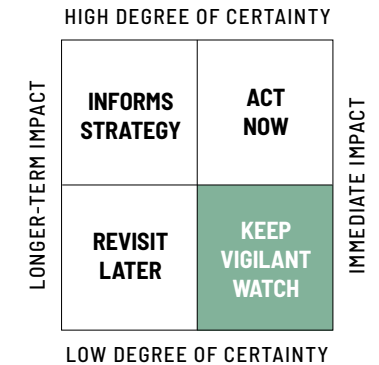 HIGH DEGREE OF CERTAINTY
LONGER-TERM IMPACT
INFORMS
STRATEGY
ACT
NOW
IMMEDIATE IMPACT
REVISIT
LATER
KEEP
VIGILANT
WATCH
LOW DEGREE OF CERTAINTY